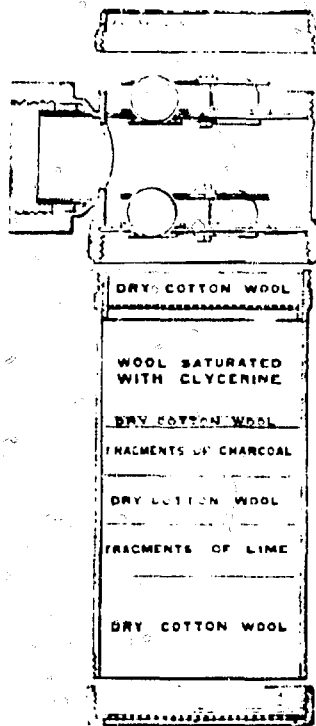 DRY COTTON WOOL
WOOL SATURATED
WITH GLYCERINE
DRY COTTON WOOL
FRAGMENTS OF CHARCOAL
DRY COTTON WOOL
FRAGMENTS OF LIME
DRY COTTON WOOL